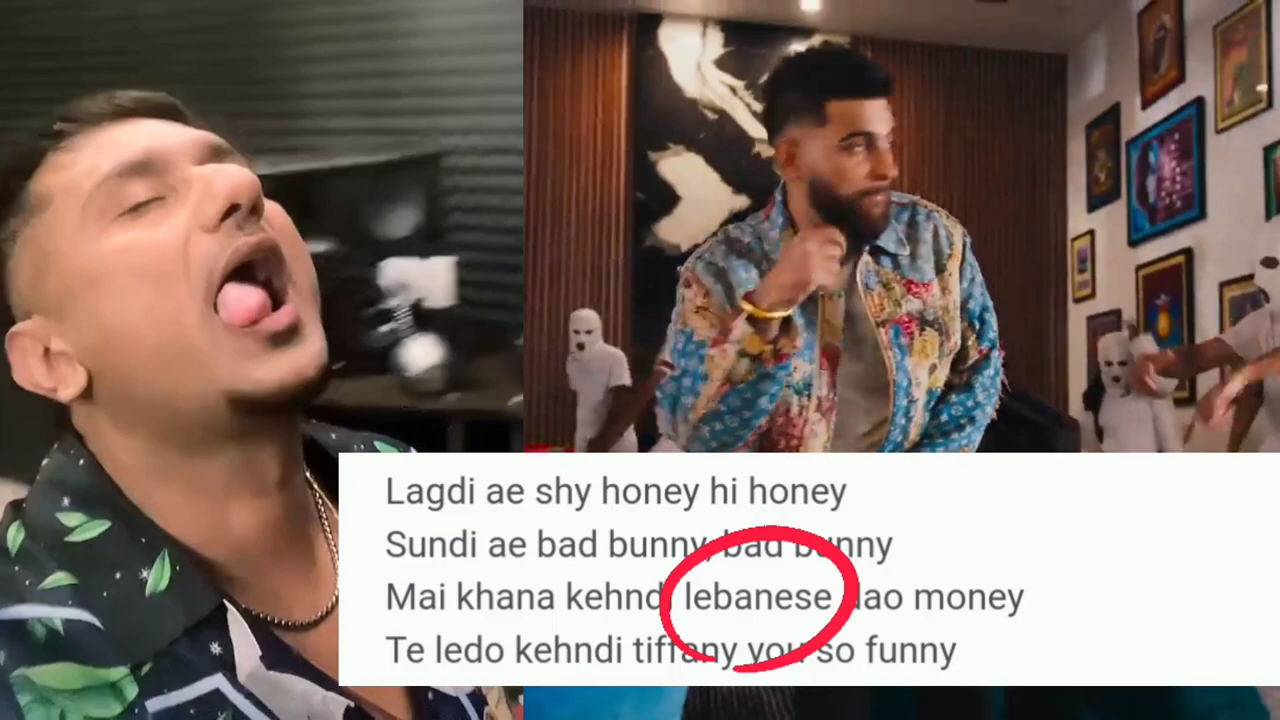 Lagdi ae shy honey hi honey
Sundi ae bad bunny, bad bunny
Mai khana kehndi lebanese dao money
Te ledo kehndi tiffany you so funny